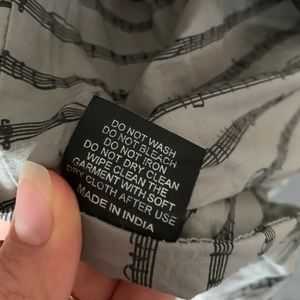 DO NOT WASH
DO NOT BLEACH
DO NOT IRON
DO NOT DRY CLEAN
WIPE CLEAN THE
GARMENT WITH SOFT
DRY CLOTH AFTER USE
MADE IN INDIA